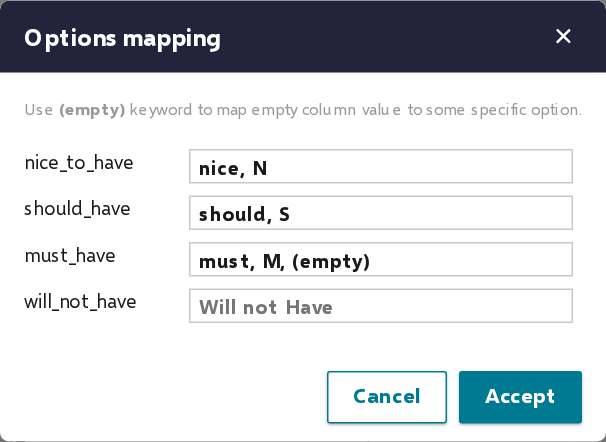 Options mapping
Use (empty) keyword to map empty column value to some specific option.
nice_to_have nice, N
should_have should, S
must_have must, M, (empty)
will_not_have Will not Have
Cancel Accept